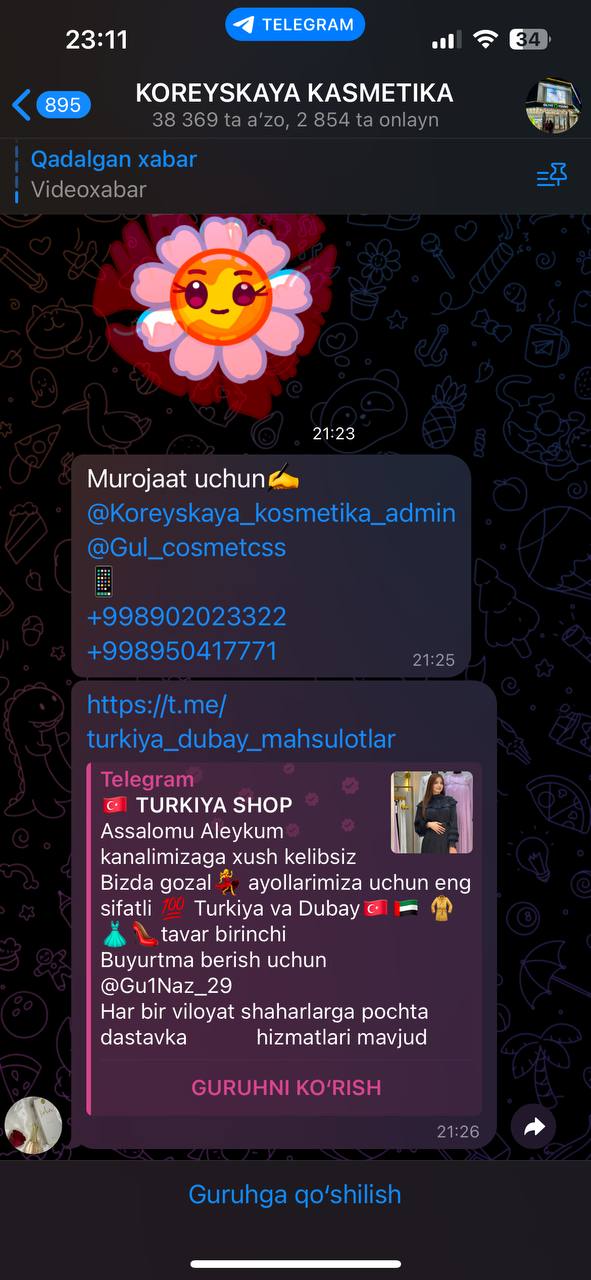 23:11
TELEGRAM
34
895
KOREYSKAYA KASMETIKA
38 369 ta a’zo, 2 854 ta onlayn
Qadalgan xabar
Videoxabar
21:23
Murojaat uchun✍️
@Koreyskaya_kosmetika_admin
@Gul_cosmetcss
📱
+998902023322
+998950417771
21:25
https://t.me/
turkiya_dubay_mahsulotlar
Telegram
🇹🇷 TURKIYA SHOP
Assalomu Aleykum
kanalimizaga xush kelibsiz
Bizda gozal💃 ayollarimiza uchun eng
sifatli 💯 Turkiya va Dubay🇹🇷 🇦🇪 🧥
👗👠tavar birinchi
Buyurtma berish uchun
@Gu1Naz_29
Har bir viloyat shaharlarga pochta
dastavka hizmatlari mavjud
GURUHNI KO‘RISH
21:26
Guruhga qo‘shilish